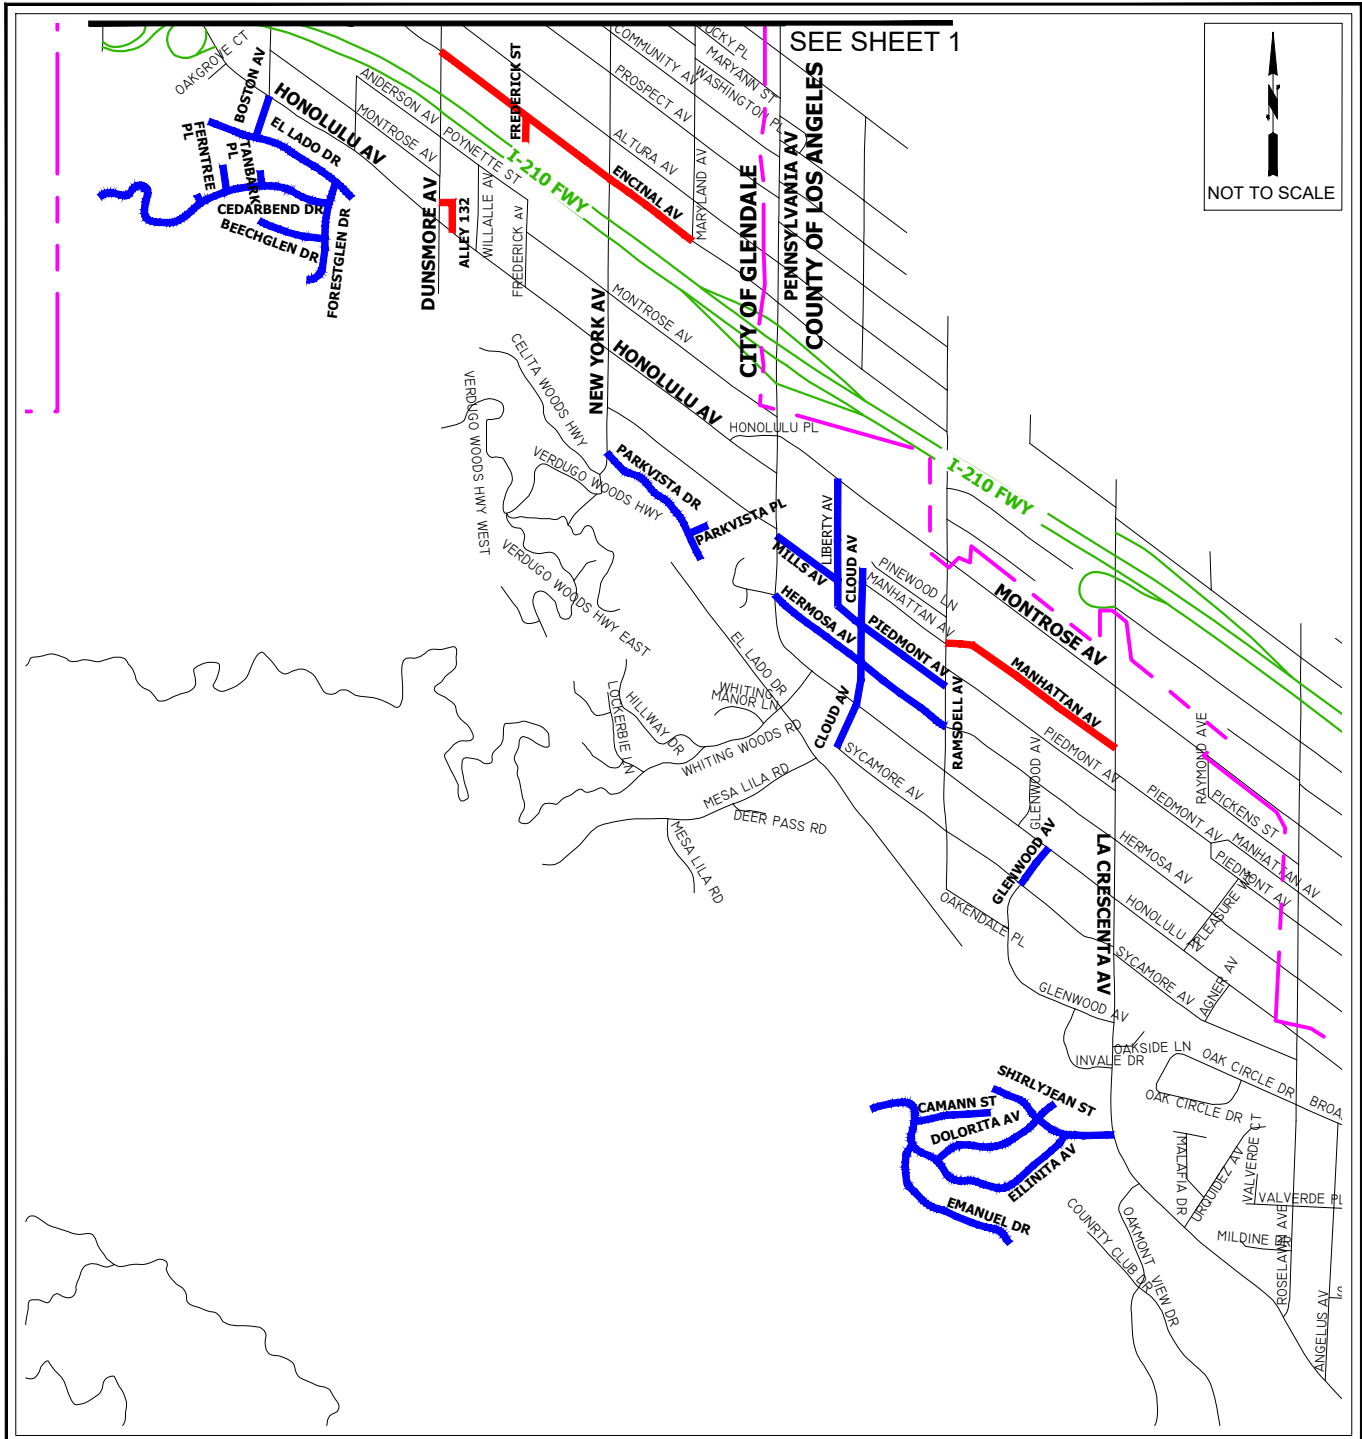 SEE SHEET 1
NOT TO SCALE
OAKGROVE CT
BOSTON AV
HONOLULU AV
EL LADO DR
FERNTREE
PL
TANBARK
PL
CEDARBEND DR
BEECHGLEN DR
FORESTGLEN DR
ANDERSON AV
MONTROSE AV
POYNETTE ST
DUNSMORE AV
ALLEY 132
WILLALLE AV
FREDERICK AV
FREDERICK ST
I-210 FWY
ENCINAL AV
ALTURA AV
PROSPECT AV
COMMUNITY AV
UCKY PL
MARYANN ST
WASHINGTON PL
MARYLAND AV
CITY OF GLENDALE
PENNSYLVANIA AV
COUNTY OF LOS ANGELES
NEW YORK AV
MONTROSE AV
HONOLULU AV
HONOLULU PL
CELITA WOODS HWY
VERDUGO WOODS HWY WEST
VERDUGO WOODS HWY
VERDUGO WOODS HWY EAST
PARKVISTA DR
PARKVISTA PL
I-210 FWY
LIBERTY AV
CLOUD AV
MILLS AV
HERMOSA AV
PINEWOOD LN
MANHATTAN AV
PIEDMONT AV
MONTROSE AV
MANHATTAN AV
RAMSDELL AV
EL LADO DR
WHITING
MANOR LN
LOCKERBIE LN
HILLWAY DR
WHITING WOODS RD
MESA LILA RD
DEER PASS RD
MESA LILA RD
CLOUD AV
SYCAMORE AV
GLENWOOD AV
PIEDMONT AV
RAYMOND AVE
PICKENS ST
PIEDMONT AV
MANHATTAN AV
PIEDMONT AV
HERMOSA AV
PLEASURE WY
GLENWOOD AV
LA CRESCENTA AV
HONOLULU AV
OAKENDALE PL
SYCAMORE AV
AGNER AV
GLENWOOD AV
OAKSIDE LN
INVALE DR
OAK CIRCLE DR
OAK CIRCLE DR
BROA
SHIRLYJEAN ST
CAMANN ST
DOLORITA AV
EILINITA AV
EMANUEL DR
MALAFIA DR
URQUIDEZ AV
VALVERDE CT
VALVERDE PL
MILDINE DR
ROSELAWN AVE
COUNRTY CLUB DR
OAKMONT VIEW DR
ANGELUS AV
S